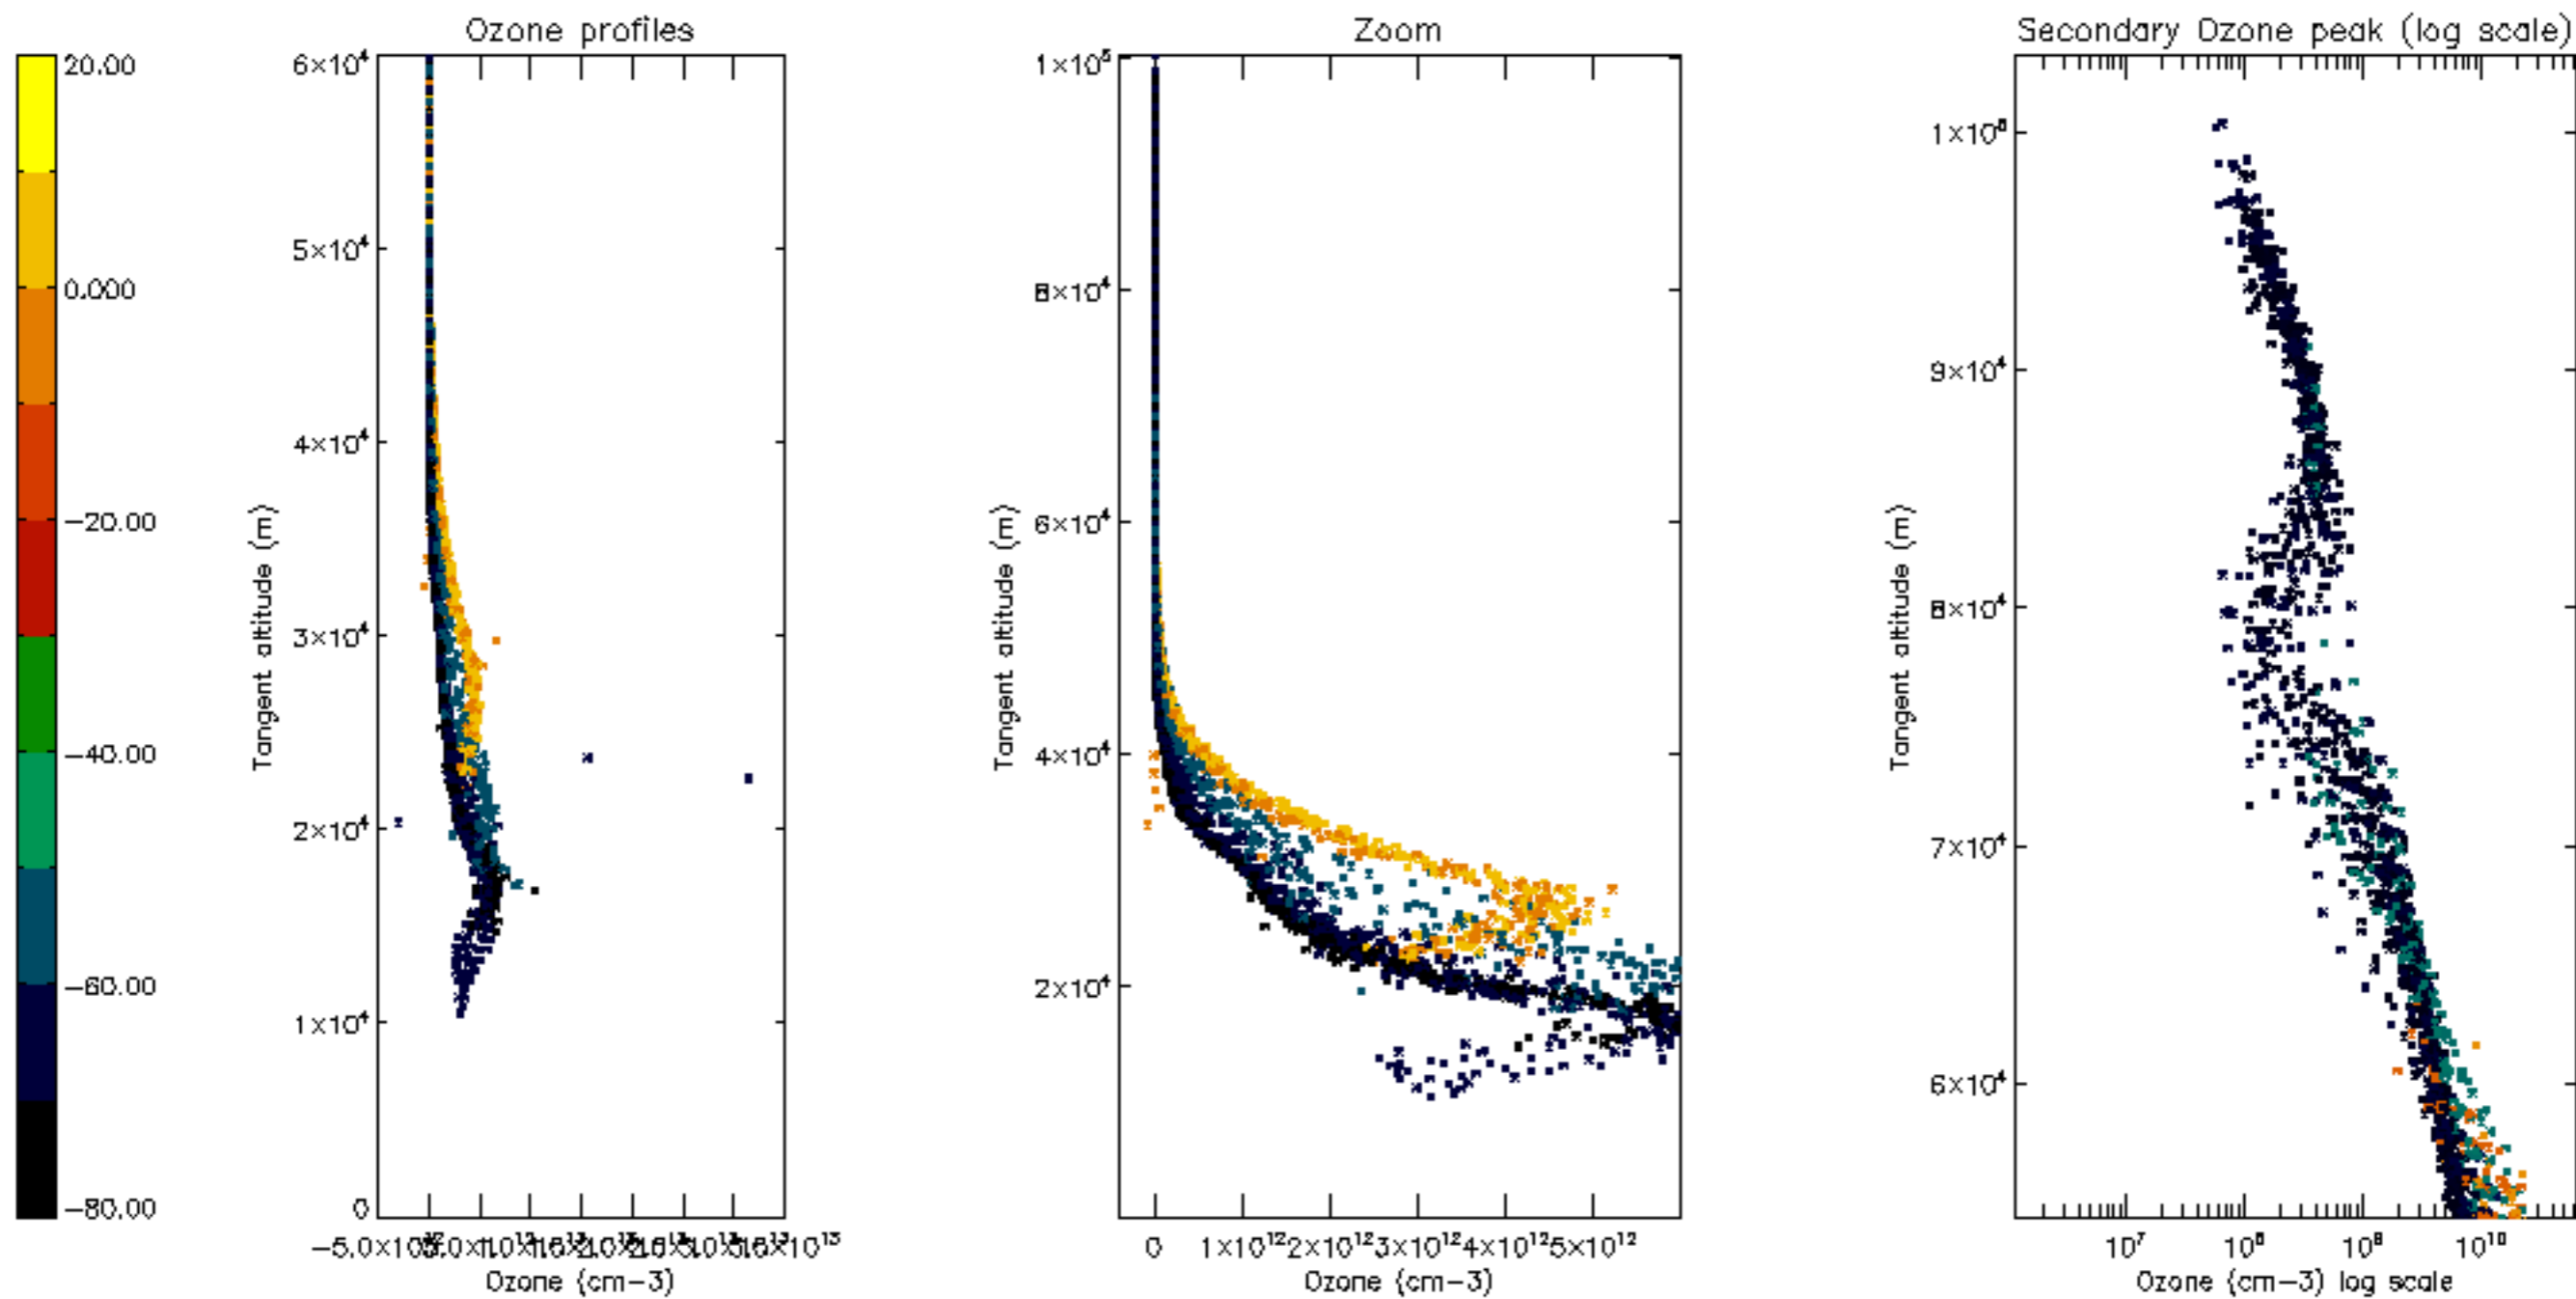 Ozone profiles
Zoom
Secondary Ozone peak (log scale)
20.00
0.000
−20.00
−40.00
−60.00
−80.00
6×10⁴
5×10⁴
4×10⁴
3×10⁴
2×10⁴
1×10⁴
0
Tangent altitude (m)
Ozone (cm−3)
1×10⁵
8×10⁴
6×10⁴
4×10⁴
2×10⁴
Tangent altitude (m)
0 1×10¹² 2×10¹² 3×10¹² 4×10¹² 5×10¹²
Ozone (cm−3)
9×10⁴
8×10⁴
7×10⁴
6×10⁴
Tangent altitude (m)
10⁷ 10⁸ 10⁹ 10¹⁰
Ozone (cm−3) log scale